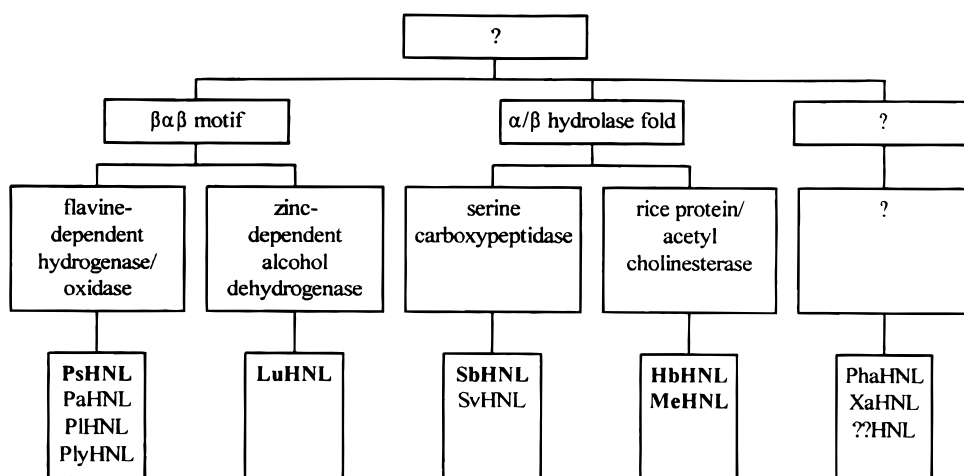 ?
βαβ motif
α/β hydrolase fold
?
flavine-
dependent
hydrogenase/
oxidase
zinc-
dependent
alcohol
dehydrogenase
serine
carboxypeptidase
rice protein/
acetyl
cholinesterase
?
PsHNL
PaHNL
PlHNL
PlyHNL
LuHNL
SbHNL
SvHNL
HbHNL
MeHNL
PhaHNL
XaHNL
??HNL